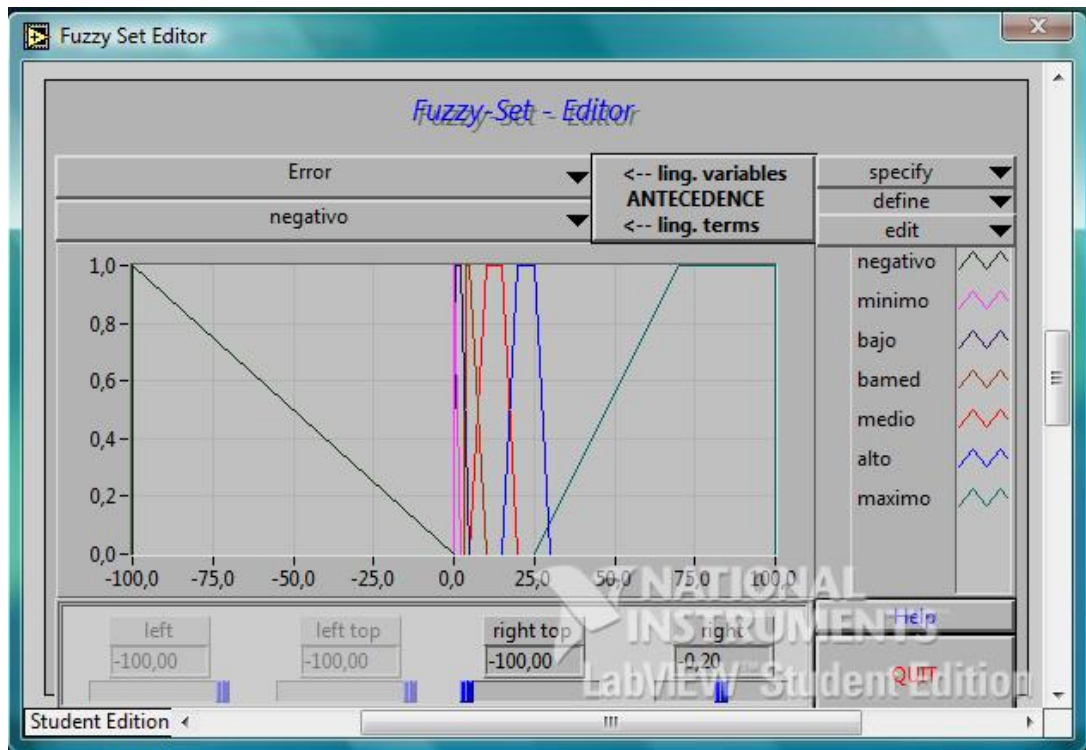 Fuzzy Set Editor
Fuzzy-Set - Editor
Error
<-- ling. variables
ANTECEDENCE
<-- ling. terms
negativo
specify
define
edit
1,0
0,8
0,6
0,4
0,2
0,0
-100,0 -75,0 -50,0 -25,0 0,0 25,0 50,0 75,0 100,0
negativo
minimo
bajo
bamed
medio
alto
maximo
left left top right top right
-100,00 -100,00 -100,00 -0,20
Help
QUIT
NATIONAL
INSTRUMENTS
LabVIEW™ Student Edition
Student Edition